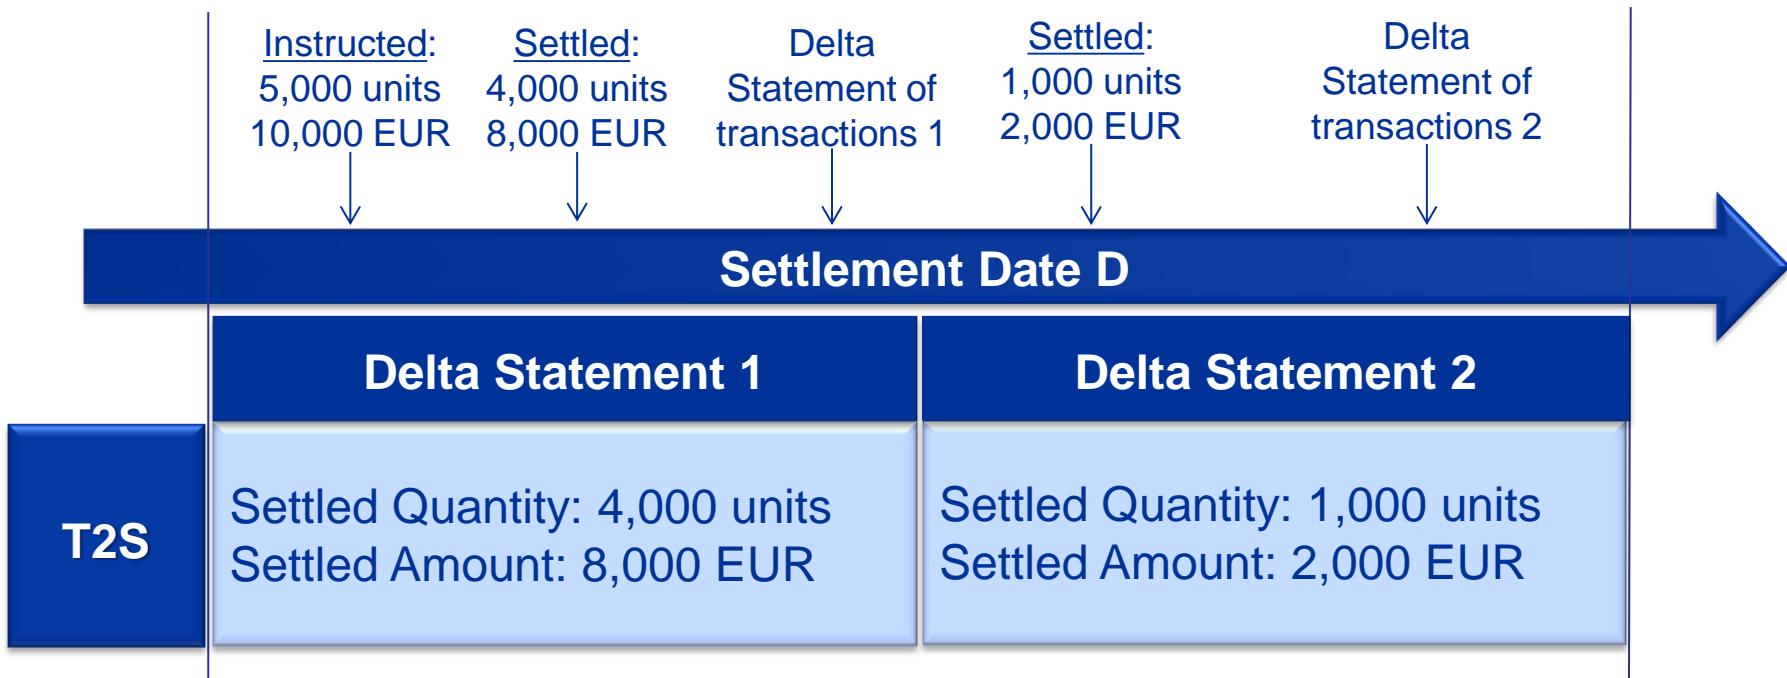 Instructed:
5,000 units
10,000 EUR
Settled:
4,000 units
8,000 EUR
Delta
Statement of
transactions 1
Settled:
1,000 units
2,000 EUR
Delta
Statement of
transactions 2
Settlement Date D
Delta Statement 1
Delta Statement 2
T2S
Settled Quantity: 4,000 units
Settled Amount: 8,000 EUR
Settled Quantity: 1,000 units
Settled Amount: 2,000 EUR